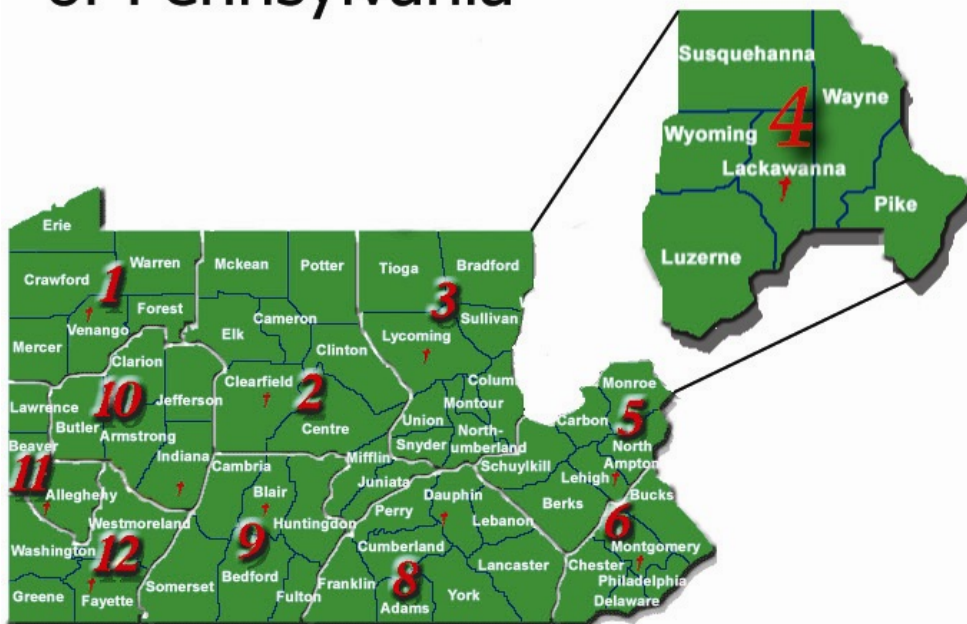 of Pennsylvania
Susquehanna
4
Wayne
Wyoming
Lackawanna
Pike
Luzerne
Erie
Crawford
1
Warren
Mckean
Potter
Tioga
Bradford
3
Forest
Venango
Mercer
Cameron
Elk
Sullivan
Lycoming
Clinton
Clarion
Clearfield
2
Colum
Monroe
Lawrence
10
Jefferson
Montour
Carbon
5
Butler
Armstrong
Centre
Union
North-
umberland
Snyder
North
Ampton
Beaver
11
Indiana
Cambria
Mifflin
Juniata
Schuylkill
Lehigh
Allegheny
Blair
Dauphin
Berks
Bucks
Perry
Lebanon
6
Westmoreland
Huntingdon
Washington
12
9
Cumberland
Montgomery
Lancaster
Chester
Philadelphia
Bedford
8
Somerset
Franklin
Greene
Fayette
Fulton
York
Adams
Delaware